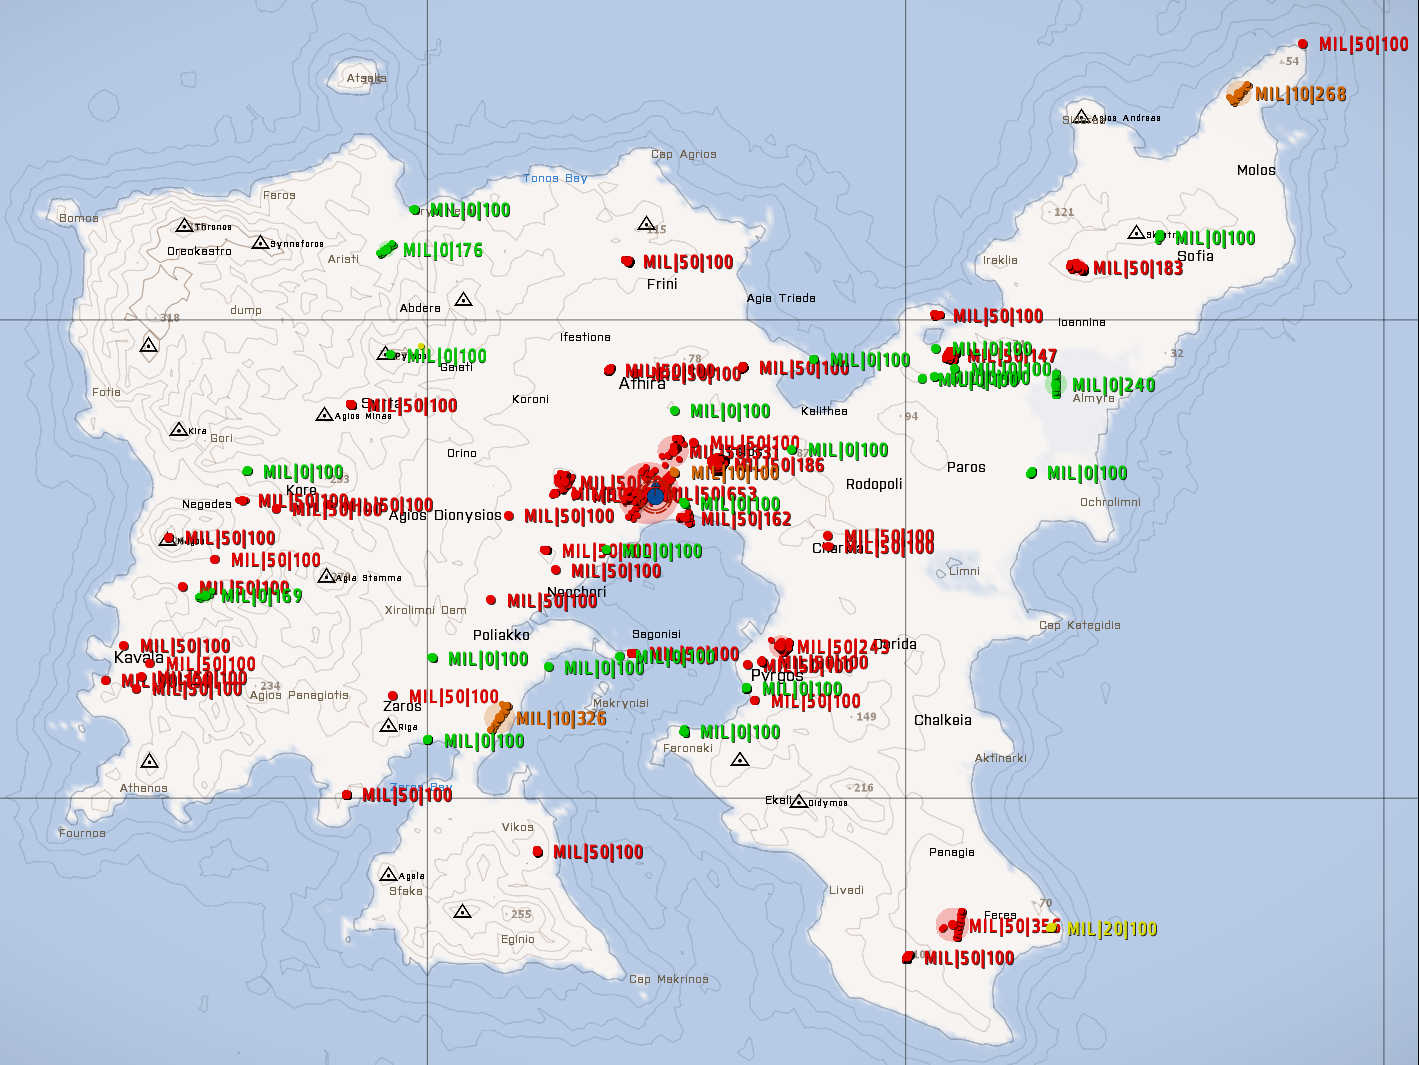 MIL|50|100
54
Atsalis
MIL|10|268
Agios Andreas
Cap Agrios
Tonos Bay
Molos
Faros
MIL|0|100
121
Bomos
Thronos
115
Synneforos
MIL|0|100
Oreokastro
MIL|0|176
Sofia
Aristi
MIL|50|100
Iraklia
MIL|50|183
Frini
Agia Triada
Abdera
dump
318
MIL|50|100
Ioannina
Ifestiona
MIL|0|100
MIL|50|147
32
MIL|0|100
78
MIL|0|100
Galati
MIL|50|100
MIL|50|100
MIL|0|100
Athira
MIL|0|240
Fotia
Almyra
Koroni
MIL|50|100
MIL|0|100
Kalithea
94
Agios Minas
Kira
Gori
MIL|50|100
MIL|0|100
Orino
MIL|50|186
Paros
MIL|0|100
MIL|10|100
MIL|0|100
Rodopoli
Kore
MIL|50|653
Negades
MIL|50|100
MIL|50|100
MIL|50|100
MIL|0|100
Ochrolimni
Agios Dionysios
MIL|50|100
MIL|50|162
MIL|50|100
MIL|50|100
MIL|50|100
MIL|0|100
MIL|50|100
MIL|50|100
Limni
Agia Stemma
MIL|50|100
MIL|0|169
Neochori
MIL|50|100
Xirolimni Dam
Cap Kategidis
Poliakko
Sagonisi
MIL|50|100
MIL|50|243
Dorida
Kavala
MIL|50|100
MIL|0|100
MIL|0|100
MIL|50|100
MIL|50|100
MIL|50|100
Pyrgos
MIL|0|100
234
Agios Panagiotis
MIL|50|100
MIL|50|100
Zaros
Makrynisi
MIL|10|326
149
Chalkeia
Riga
MIL|0|100
MIL|0|100
Faronaki
Aktinarki
Athanos
Zaros Bay
216
MIL|50|100
Ekali
Didymos
Fournos
Vikos
MIL|50|100
Panagia
Agela
Sfaka
Livadi
70
255
Feres
MIL|50|356
MIL|20|100
Eginio
MIL|50|100
Cap Makrinos